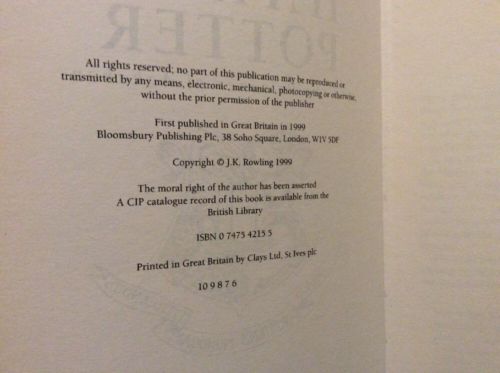 All rights reserved; no part of this publication may be reproduced or
transmitted by any means, electronic, mechanical, photocopying or otherwise,
without the prior permission of the publisher
First published in Great Britain in 1999
Bloomsbury Publishing Plc, 38 Soho Square, London, W1V 5DF
Copyright © J.K. Rowling 1999
The moral right of the author has been asserted
A CIP catalogue record of this book is available from the
British Library
ISBN 0 7475 4215 5
Printed in Great Britain by Clays Ltd, St Ives plc
10 9 8 7 6